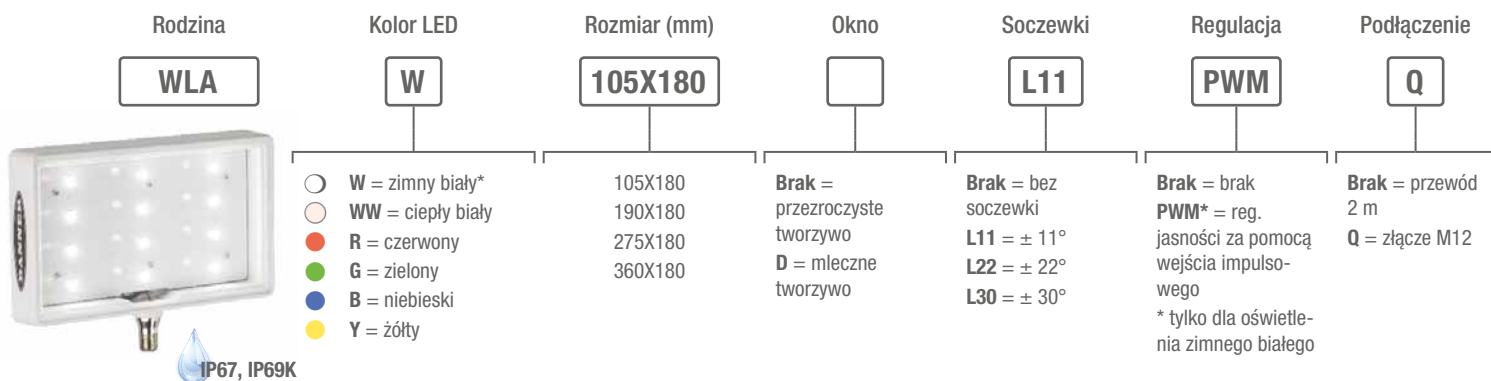 Rodzina
Kolor LED
Rozmiar (mm)
Okno
Soczewki
Regulacja
Podłączenie
WLA
W
105X180
L11
PWM
Q
W = zimny biały*
WW = ciepły biały
R = czerwony
G = zielony
B = niebieski
Y = żółty
105X180
190X180
275X180
360X180
Brak =
przezroczyste
tworzywo
D = mleczne
tworzywo
Brak = bez
soczewki
L11 = ± 11°
L22 = ± 22°
L30 = ± 30°
Brak = brak
PWM* = reg.
jasności za pomocą
wejścia impulso-
wego
* tylko dla oświetle-
nia zimnego białego
Brak = przewód
2 m
Q = złącze M12
IP67, IP69K